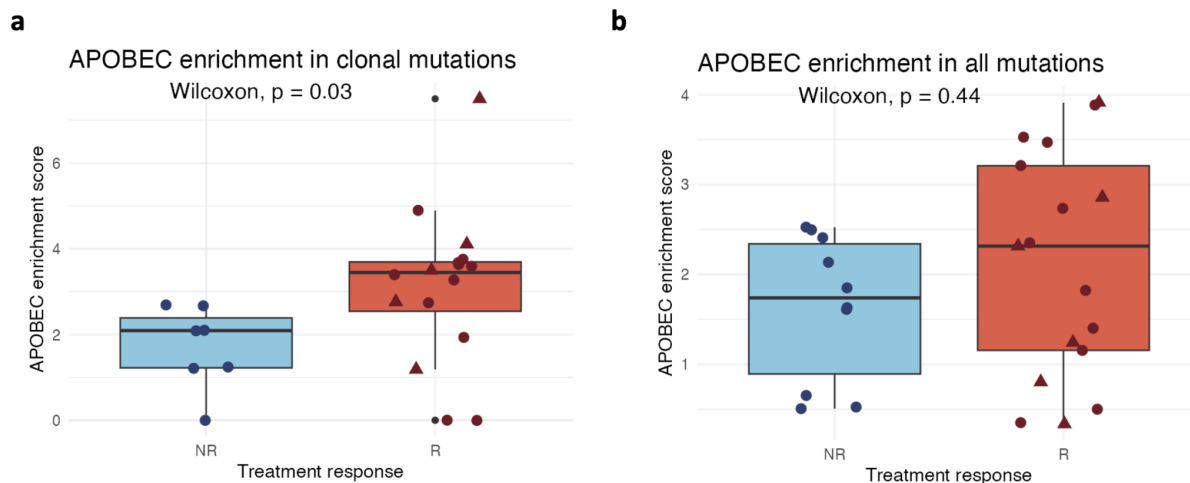 a
APOBEC enrichment in clonal mutations
Wilcoxon, p = 0.03
APOBEC enrichment score
6
4
2
0
NR
R
Treatment response
b
APOBEC enrichment in all mutations
Wilcoxon, p = 0.44
APOBEC enrichment score
4
3
2
1
NR
R
Treatment response